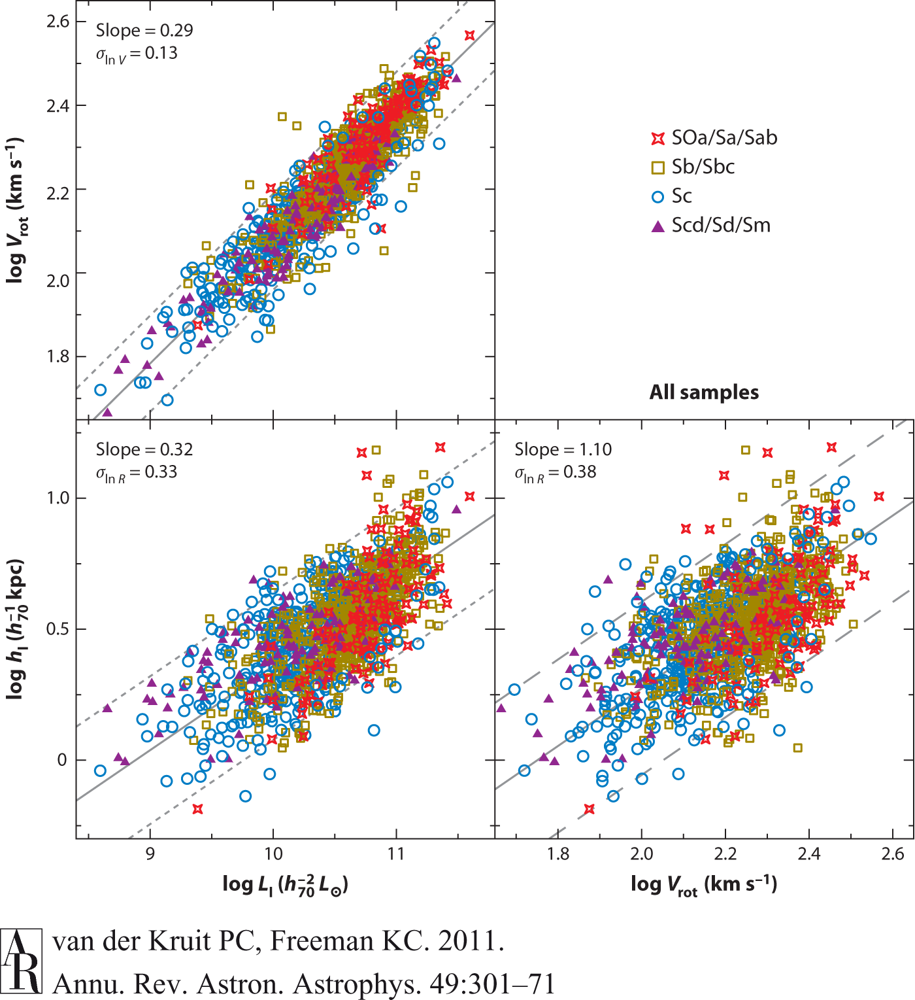 2.6
Slope = 0.29
σln V = 0.13
2.4
2.2
2.0
1.8
log Vrot (km s⁻¹)
SOa/Sa/Sab
Sb/Sbc
Sc
Scd/Sd/Sm
All samples
Slope = 0.32
σln R = 0.33
1.0
0.5
0
log hI (h₇₀⁻¹ kpc)
9 10 11
log LI (h₇₀⁻² L⊙)
Slope = 1.10
σln R = 0.38
1.8 2.0 2.2 2.4 2.6
log Vrot (km s⁻¹)
AR
van der Kruit PC, Freeman KC. 2011.
Annu. Rev. Astron. Astrophys. 49:301–71